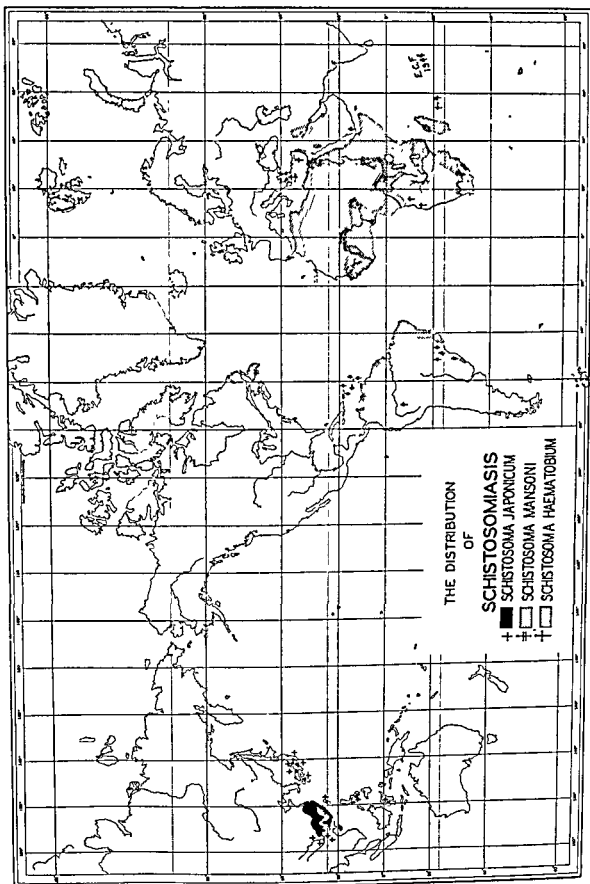 THE DISTRIBUTION
OF
SCHISTOSOMIASIS
SCHISTOSOMA JAPONICUM
SCHISTOSOMA MANSONI
SCHISTOSOMA HAEMATOBIUM